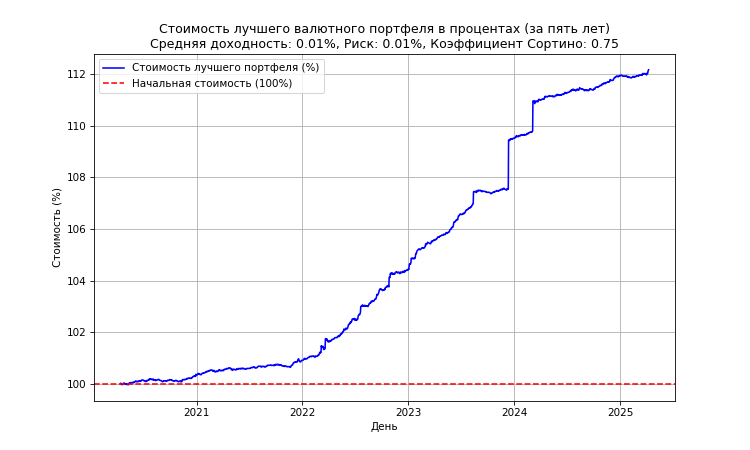 Стоимость лучшего валютного портфеля в процентах (за пять лет)
Средняя доходность: 0.01%, Риск: 0.01%, Коэффициент Сортино: 0.75
Стоимость лучшего портфеля (%)
Начальная стоимость (100%)
Стоимость (%)
112
110
108
106
104
102
100
2021 2022 2023 2024 2025
День